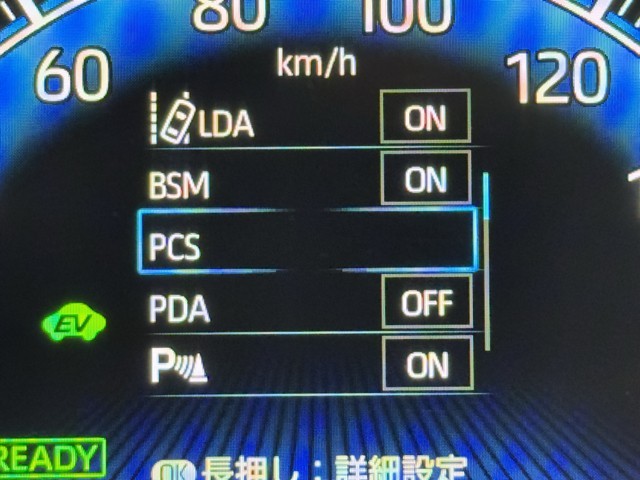 80 100
60 km/h 120
LDA ON
BSM ON
PCS
PDA OFF
EV
P ON
READY
OK 長押し：詳細設定